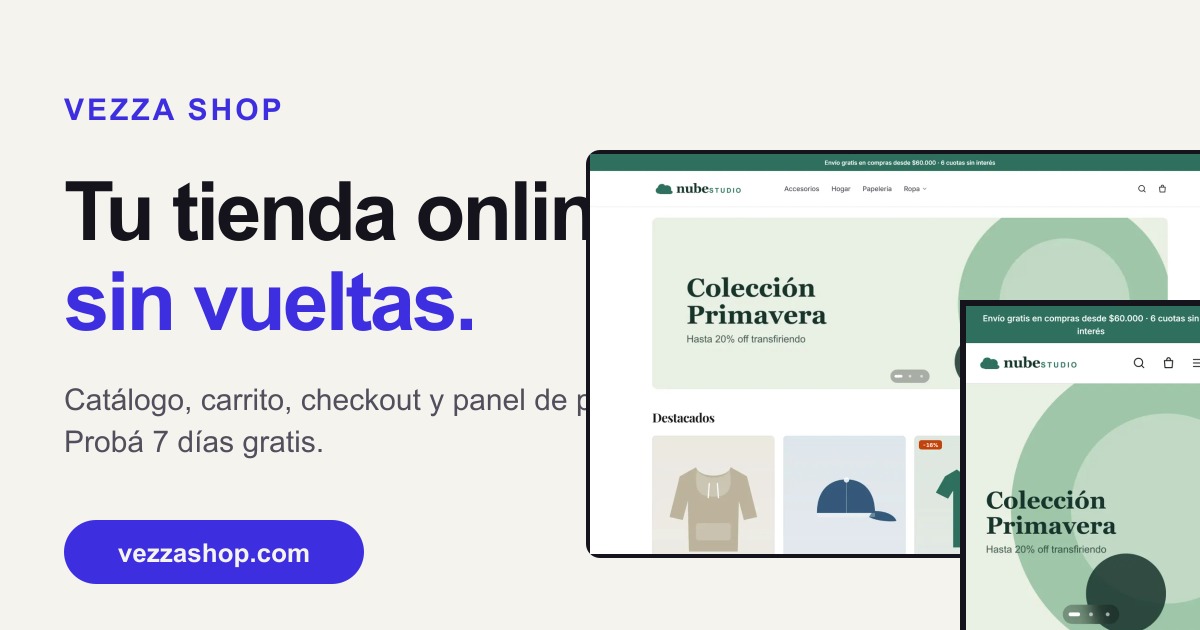 VEZZA SHOP
Tu tienda onlin
sin vueltas.
Catálogo, carrito, checkout y panel de p
Probá 7 días gratis.
vezzashop.com
Envío gratis en compras desde $60.000 · 6 cuotas sin interés
nubeSTUDIO
Accesorios Hogar Papelería Ropa
Colección
Primavera
Hasta 20% off transfiriendo
Destacados
-16%
Envío gratis en compras desde $60.000 · 6 cuotas sin
interés
nubeSTUDIO
Colección
Primavera
Hasta 20% off transfiriendo